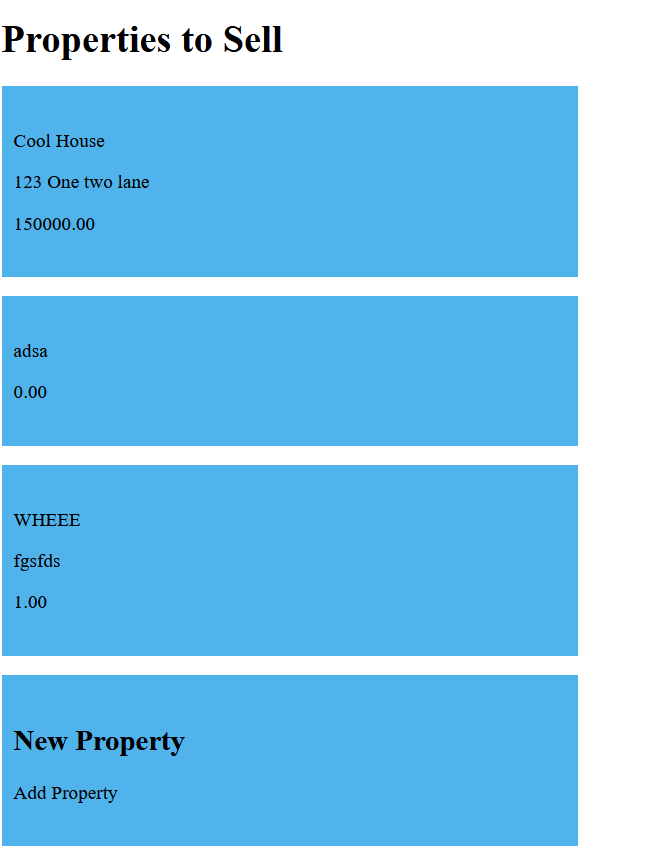 Properties to Sell
Cool House
123 One two lane
150000.00
adsa
0.00
WHEEE
fgsfds
1.00
New Property
Add Property